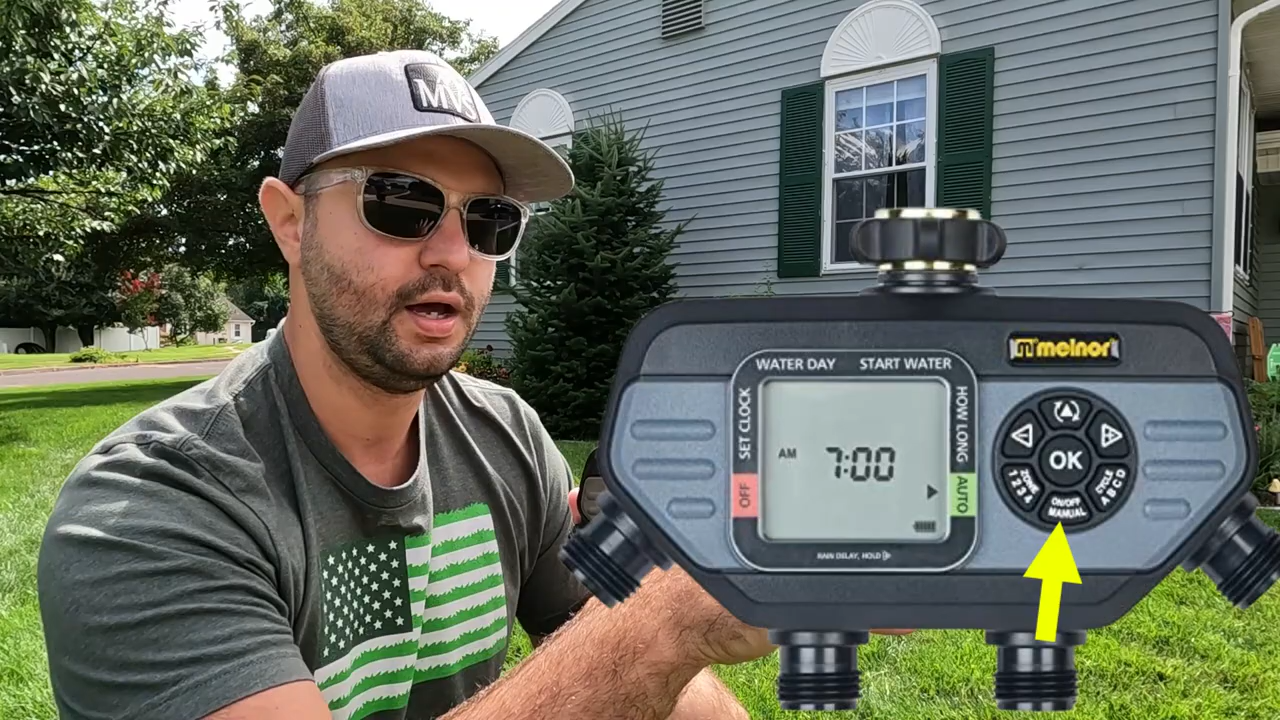 melnor
WATER DAY START WATER
SET CLOCK
HOW LONG
OFF
AUTO
AM
7:00
OK
ZONE
1 2 3 4
ON/OFF
MANUAL
CYCLE
A B C D
RAIN DELAY, HOLD